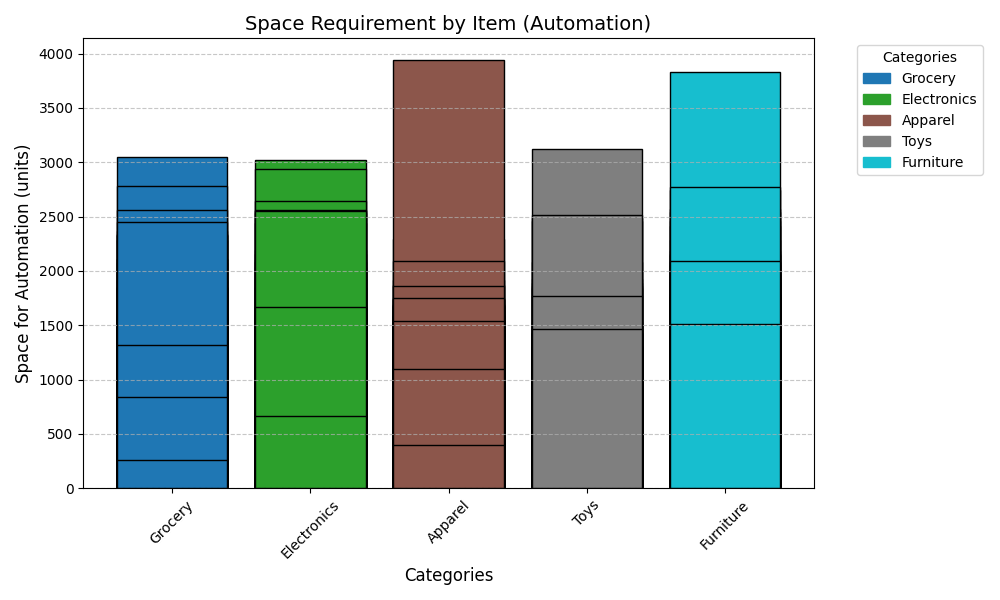 Space Requirement by Item (Automation)
Space for Automation (units)
4000
3500
3000
2500
2000
1500
1000
500
0
Grocery
Electronics
Apparel
Toys
Furniture
Categories
Categories
Grocery
Electronics
Apparel
Toys
Furniture